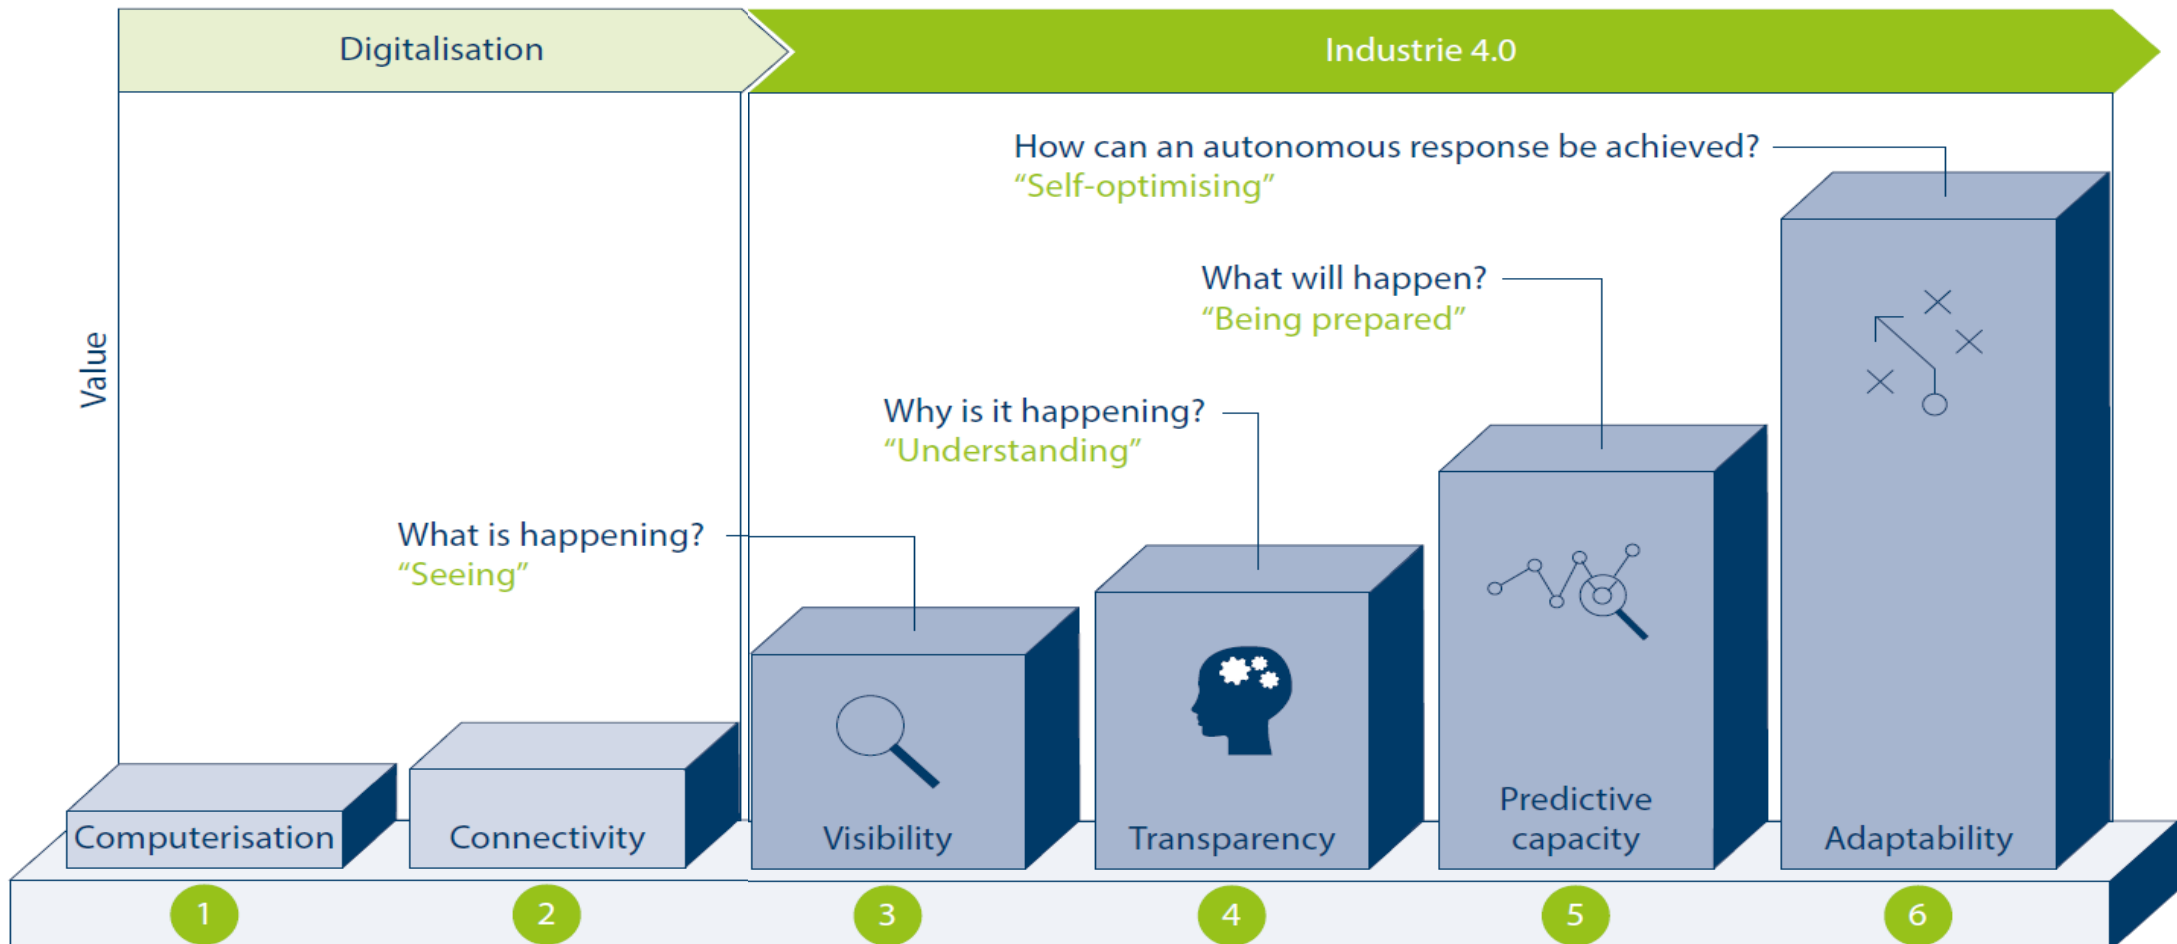 Digitalisation
Industrie 4.0
How can an autonomous response be achieved?
“Self-optimising”
What will happen?
“Being prepared”
Why is it happening?
“Understanding”
What is happening?
“Seeing”
Value
Computerisation
Connectivity
Visibility
Transparency
Predictive
capacity
Adaptability
1
2
3
4
5
6